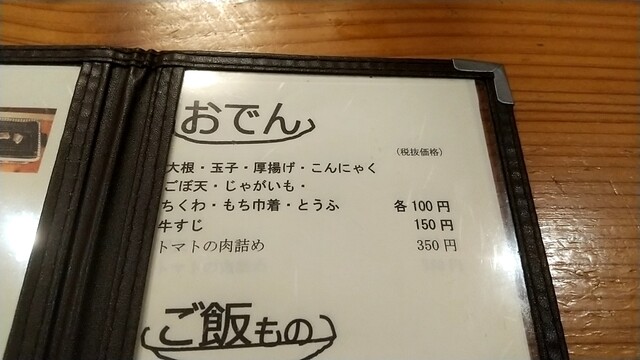 おでん
(税抜価格)
大根・玉子・厚揚げ・こんにゃく
ごぼ天・じゃがいも・
ちくわ・もち巾着・とうふ 各100円
牛すじ 150円
トマトの肉詰め 350円
ご飯もの